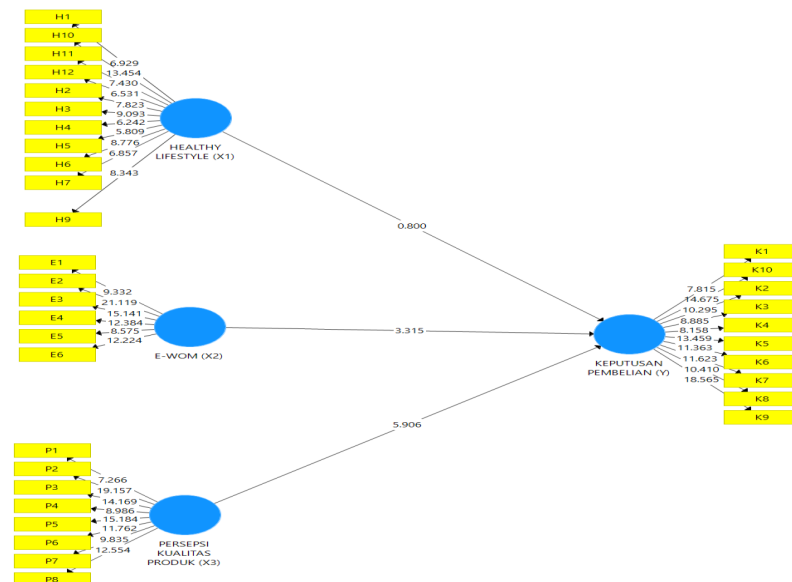 H1
H10
H11
H12
H2
H3
H4
H5
H6
H7
H9
6.929
13.454
7.430
6.531
7.823
9.093
6.242
5.809
8.776
6.857
8.343
HEALTHY
LIFESTYLE (X1)
0.800
E1
E2
E3
E4
E5
E6
9.332
21.119
15.141
12.384
8.575
12.224
E-WOM (X2)
3.315
K1
K10
K2
K3
K4
K5
K6
K7
K8
K9
7.815
14.675
10.295
8.885
8.158
13.459
11.363
11.623
10.410
18.565
KEPUTUSAN
PEMBELIAN (Y)
5.906
P1
P2
P3
P4
P5
P6
P7
P8
7.266
19.157
14.169
8.986
15.184
11.762
9.835
12.554
PERSEPSI
KUALITAS
PRODUK (X3)